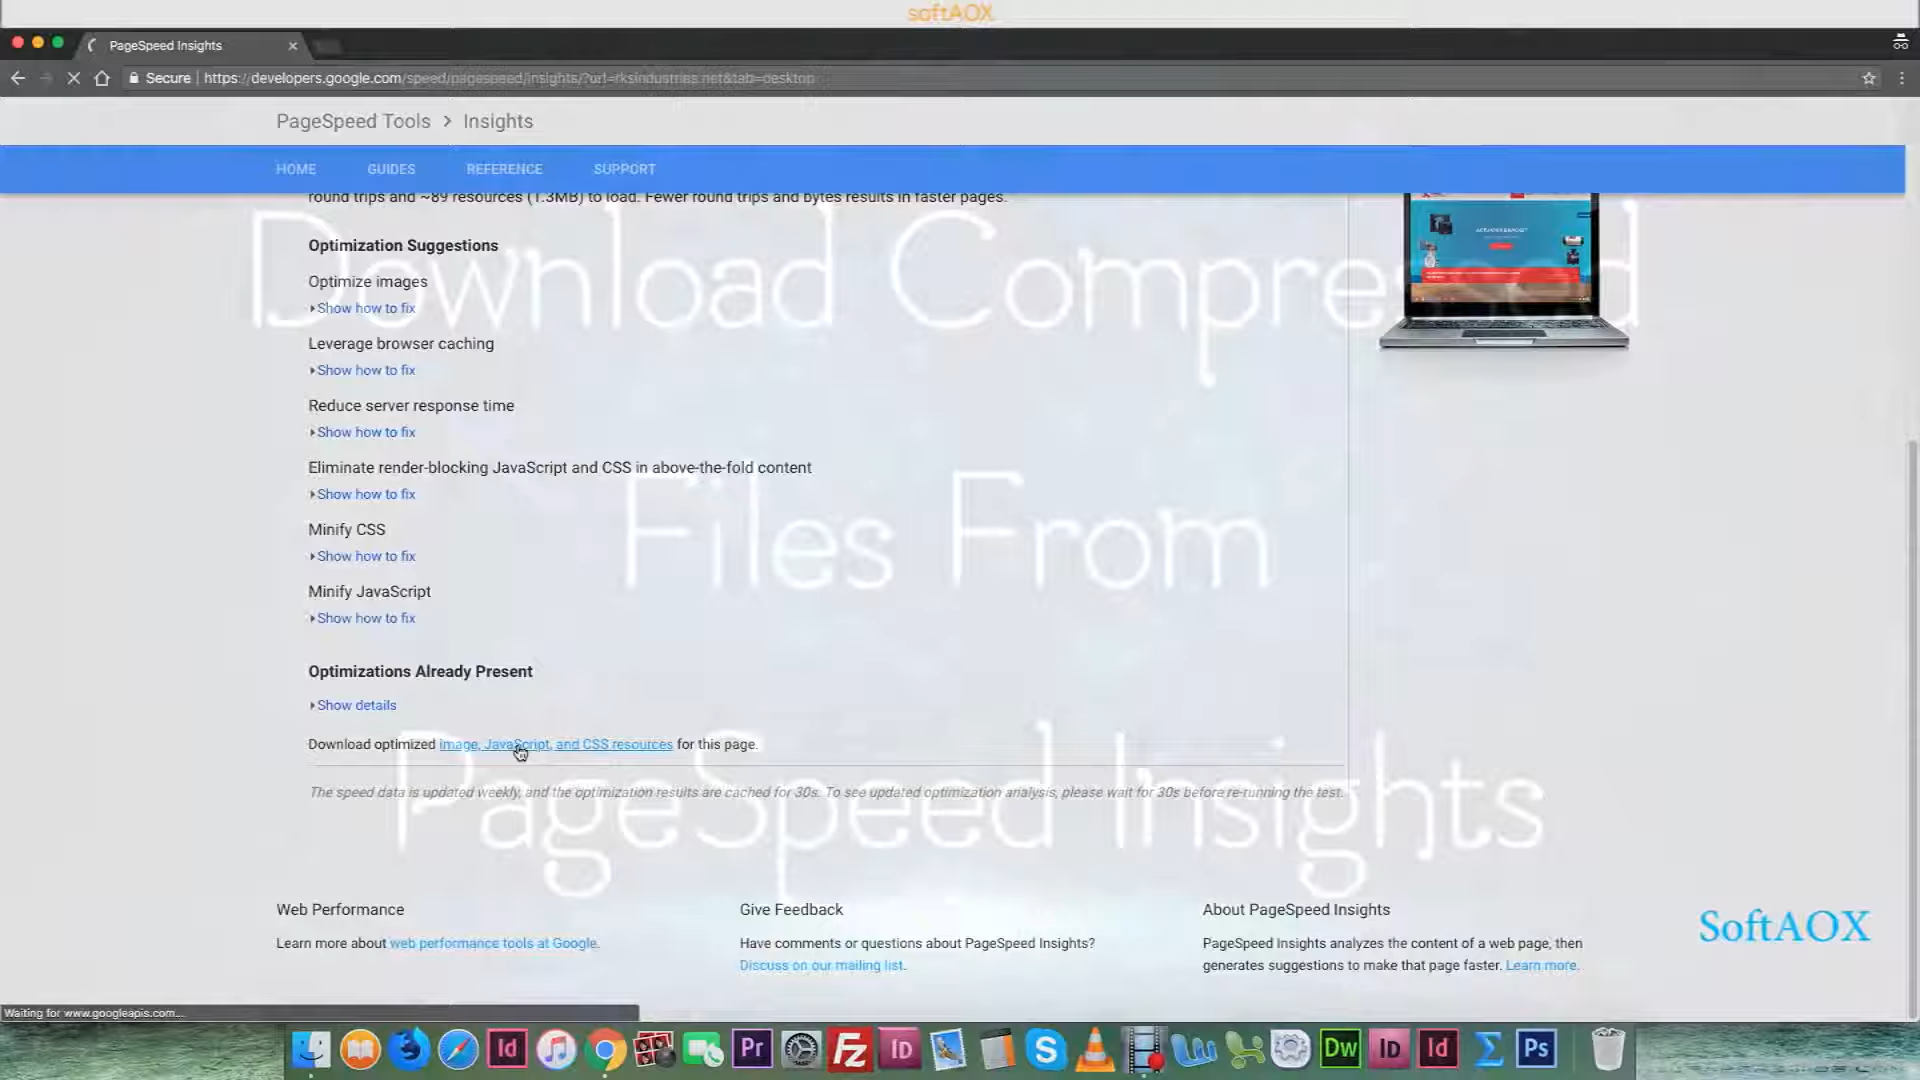 softAOX
PageSpeed Insights
Secure https://developers.google.com/speed/pagespeed/insights/?url=rksindustries.net&tab=desktop
PageSpeed Tools > Insights
HOME GUIDES REFERENCE SUPPORT
round trips and ~89 resources (1.3MB) to load. Fewer round trips and bytes results in faster pages.
Optimization Suggestions
Download Compressed
Optimize images
Show how to fix
Leverage browser caching
Show how to fix
Reduce server response time
Show how to fix
Eliminate render-blocking JavaScript and CSS in above-the-fold content
Show how to fix
Files From
Minify CSS
Show how to fix
Minify JavaScript
Show how to fix
Optimizations Already Present
Show details
Download optimized image, JavaScript, and CSS resources for this page.
The speed data is updated weekly, and the optimization results are cached for 30s. To see updated optimization analysis, please wait for 30s before re-running the test.
PageSpeed Insights
Web Performance
Learn more about web performance tools at Google.
Give Feedback
Have comments or questions about PageSpeed Insights?
Discuss on our mailing list.
About PageSpeed Insights
PageSpeed Insights analyzes the content of a web page, then
generates suggestions to make that page faster. Learn more.
SoftAOX
Waiting for www.googleapis.com...
Id Pr Fz ID S W Dw ID Id Σ Ps